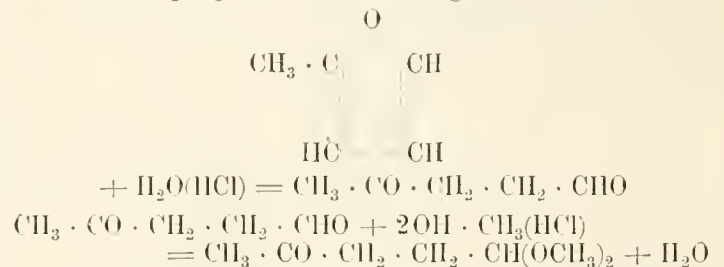 O
CH₃ · C CH
HC CH
+ H₂O(HCl) = CH₃ · CO · CH₂ · CH₂ · CHO
CH₃ · CO · CH₂ · CH₂ · CHO + 2OH · CH₃(HCl)
= CH₃ · CO · CH₂ · CH₂ · CH(OCH₃)₂ + H₂O